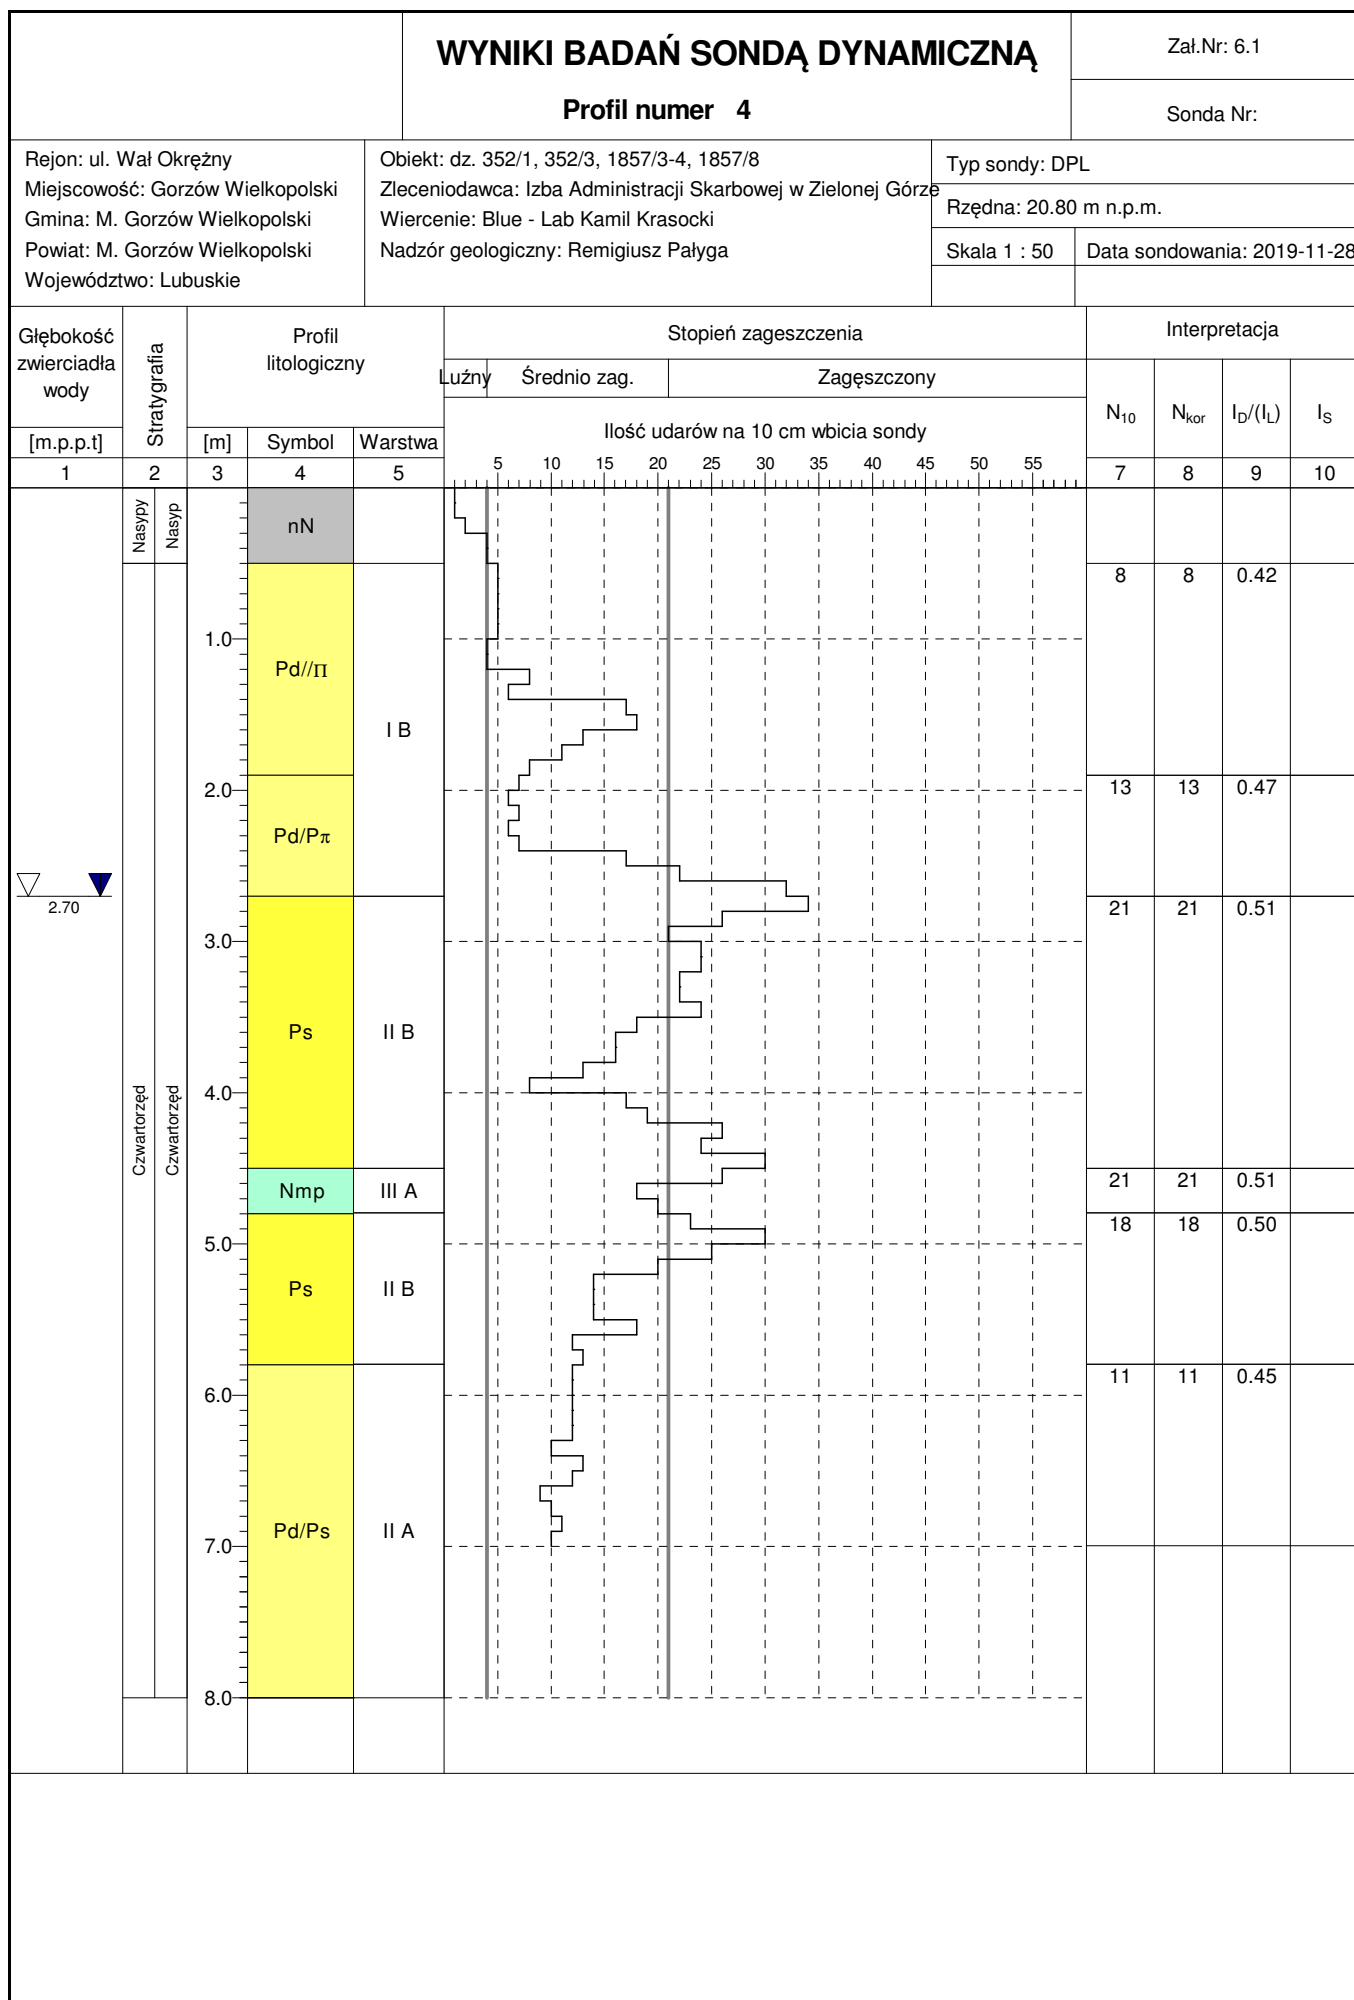 WYNIKI BADAŃ SONDĄ DYNAMICZNĄ
Profil numer 4
Zał.Nr: 6.1
Sonda Nr:
Rejon: ul. Wał Okrężny
Miejscowość: Gorzów Wielkopolski
Gmina: M. Gorzów Wielkopolski
Powiat: M. Gorzów Wielkopolski
Województwo: Lubuskie
Obiekt: dz. 352/1, 352/3, 1857/3-4, 1857/8
Zleceniodawca: Izba Administracji Skarbowej w Zielonej Górze
Wiercenie: Blue - Lab Kamil Krasocki
Nadzór geologiczny: Remigiusz Pałyga
Typ sondy: DPL
Rzędna: 20.80 m n.p.m.
Skala 1 : 50
Data sondowania: 2019-11-28
Głębokość
zwierciadła
wody
[m.p.p.t]
Stratygrafia
Profil
litologiczny
[m] Symbol Warstwa
Stopień zageszczenia
Luźny Średnio zag. Zagęszczony
Ilość udarów na 10 cm wbicia sondy
5 10 15 20 25 30 35 40 45 50 55
Interpretacja
N10 Nkor ID/(IL) IS
1 2 3 4 5 7 8 9 10
Nasypy Nasyp
nN
8 8 0.42
1.0
Pd//Π
I B
2.0
13 13 0.47
Pd/Pπ
2.70
21 21 0.51
3.0
Ps II B
4.0
Czwartorzęd Czwartorzęd
Nmp III A
21 21 0.51
18 18 0.50
5.0
Ps II B
11 11 0.45
6.0
Pd/Ps II A
7.0
8.0